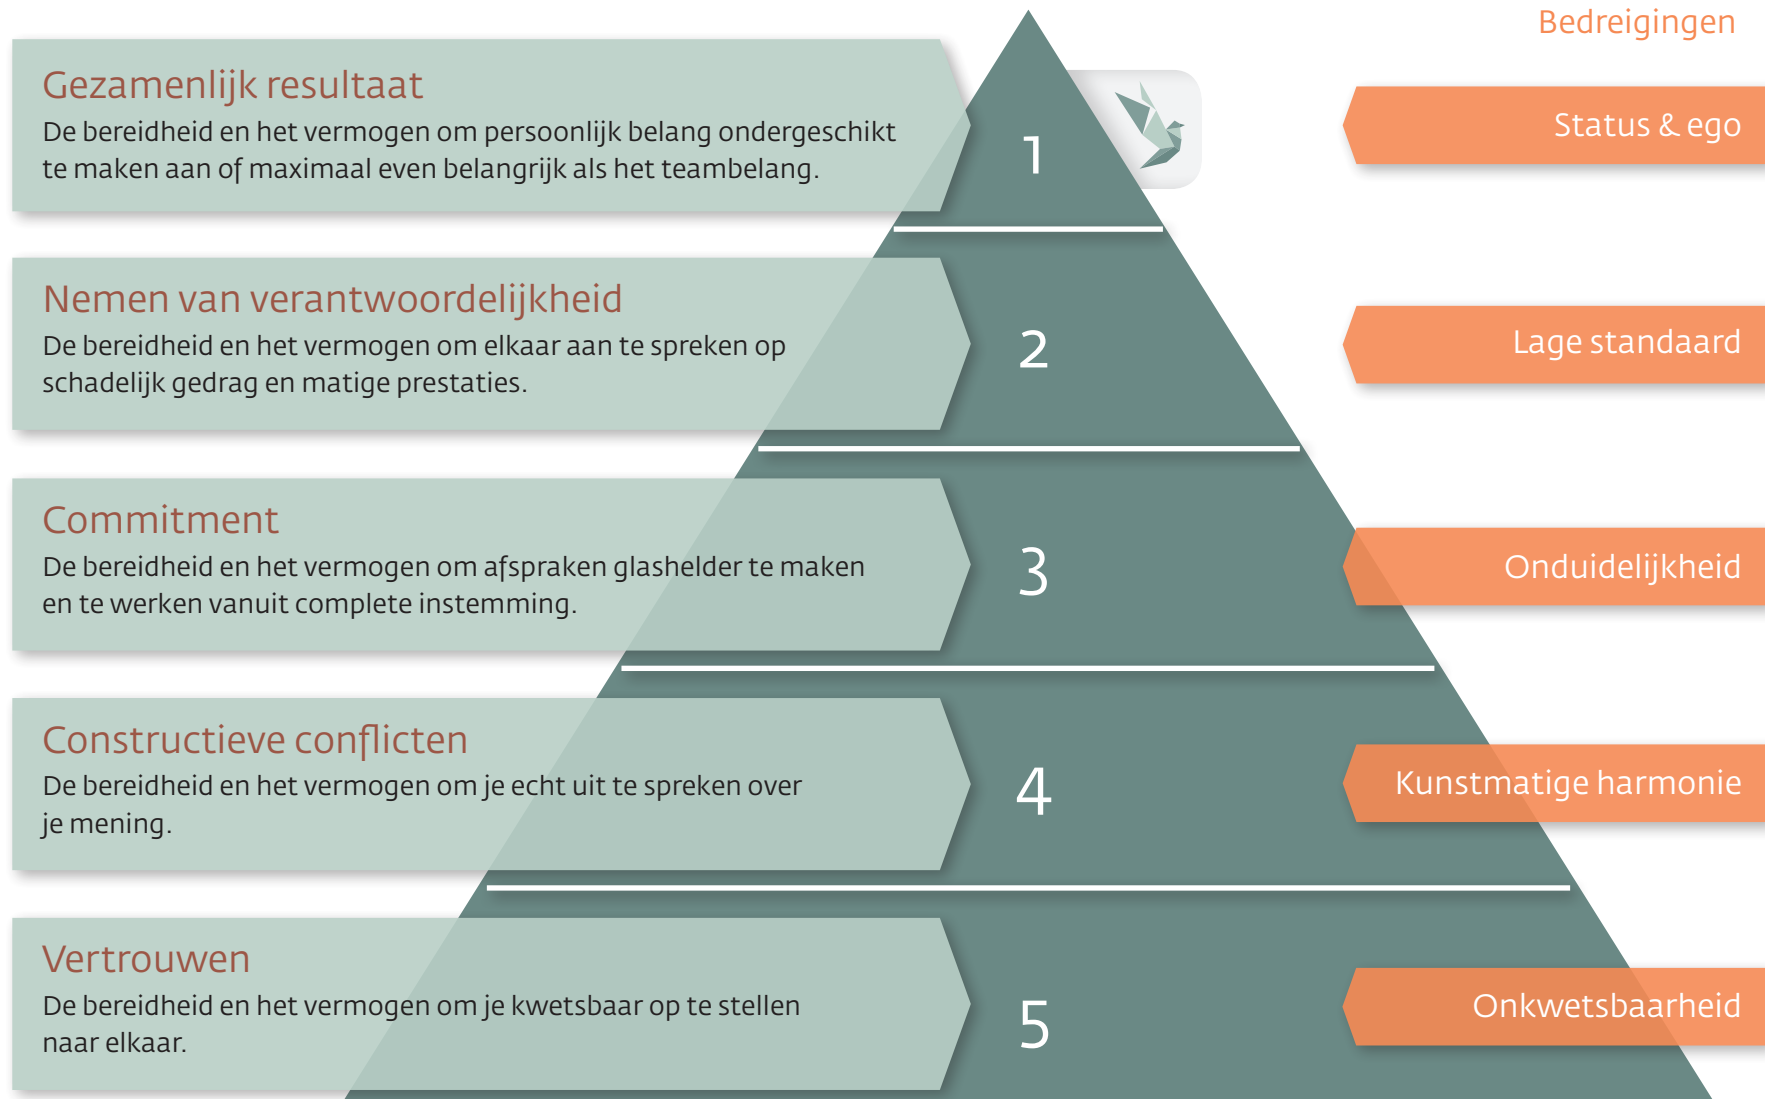 Bedreigingen
Gezamenlijk resultaat
De bereidheid en het vermogen om persoonlijk belang ondergeschikt
te maken aan of maximaal even belangrijk als het teambelang.
1
Status & ego
Nemen van verantwoordelijkheid
De bereidheid en het vermogen om elkaar aan te spreken op
schadelijk gedrag en matige prestaties.
2
Lage standaard
Commitment
De bereidheid en het vermogen om afspraken glashelder te maken
en te werken vanuit complete instemming.
3
Onduidelijkheid
Constructieve conflicten
De bereidheid en het vermogen om je echt uit te spreken over
je mening.
4
Kunstmatige harmonie
Vertrouwen
De bereidheid en het vermogen om je kwetsbaar op te stellen
naar elkaar.
5
Onkwetsbaarheid